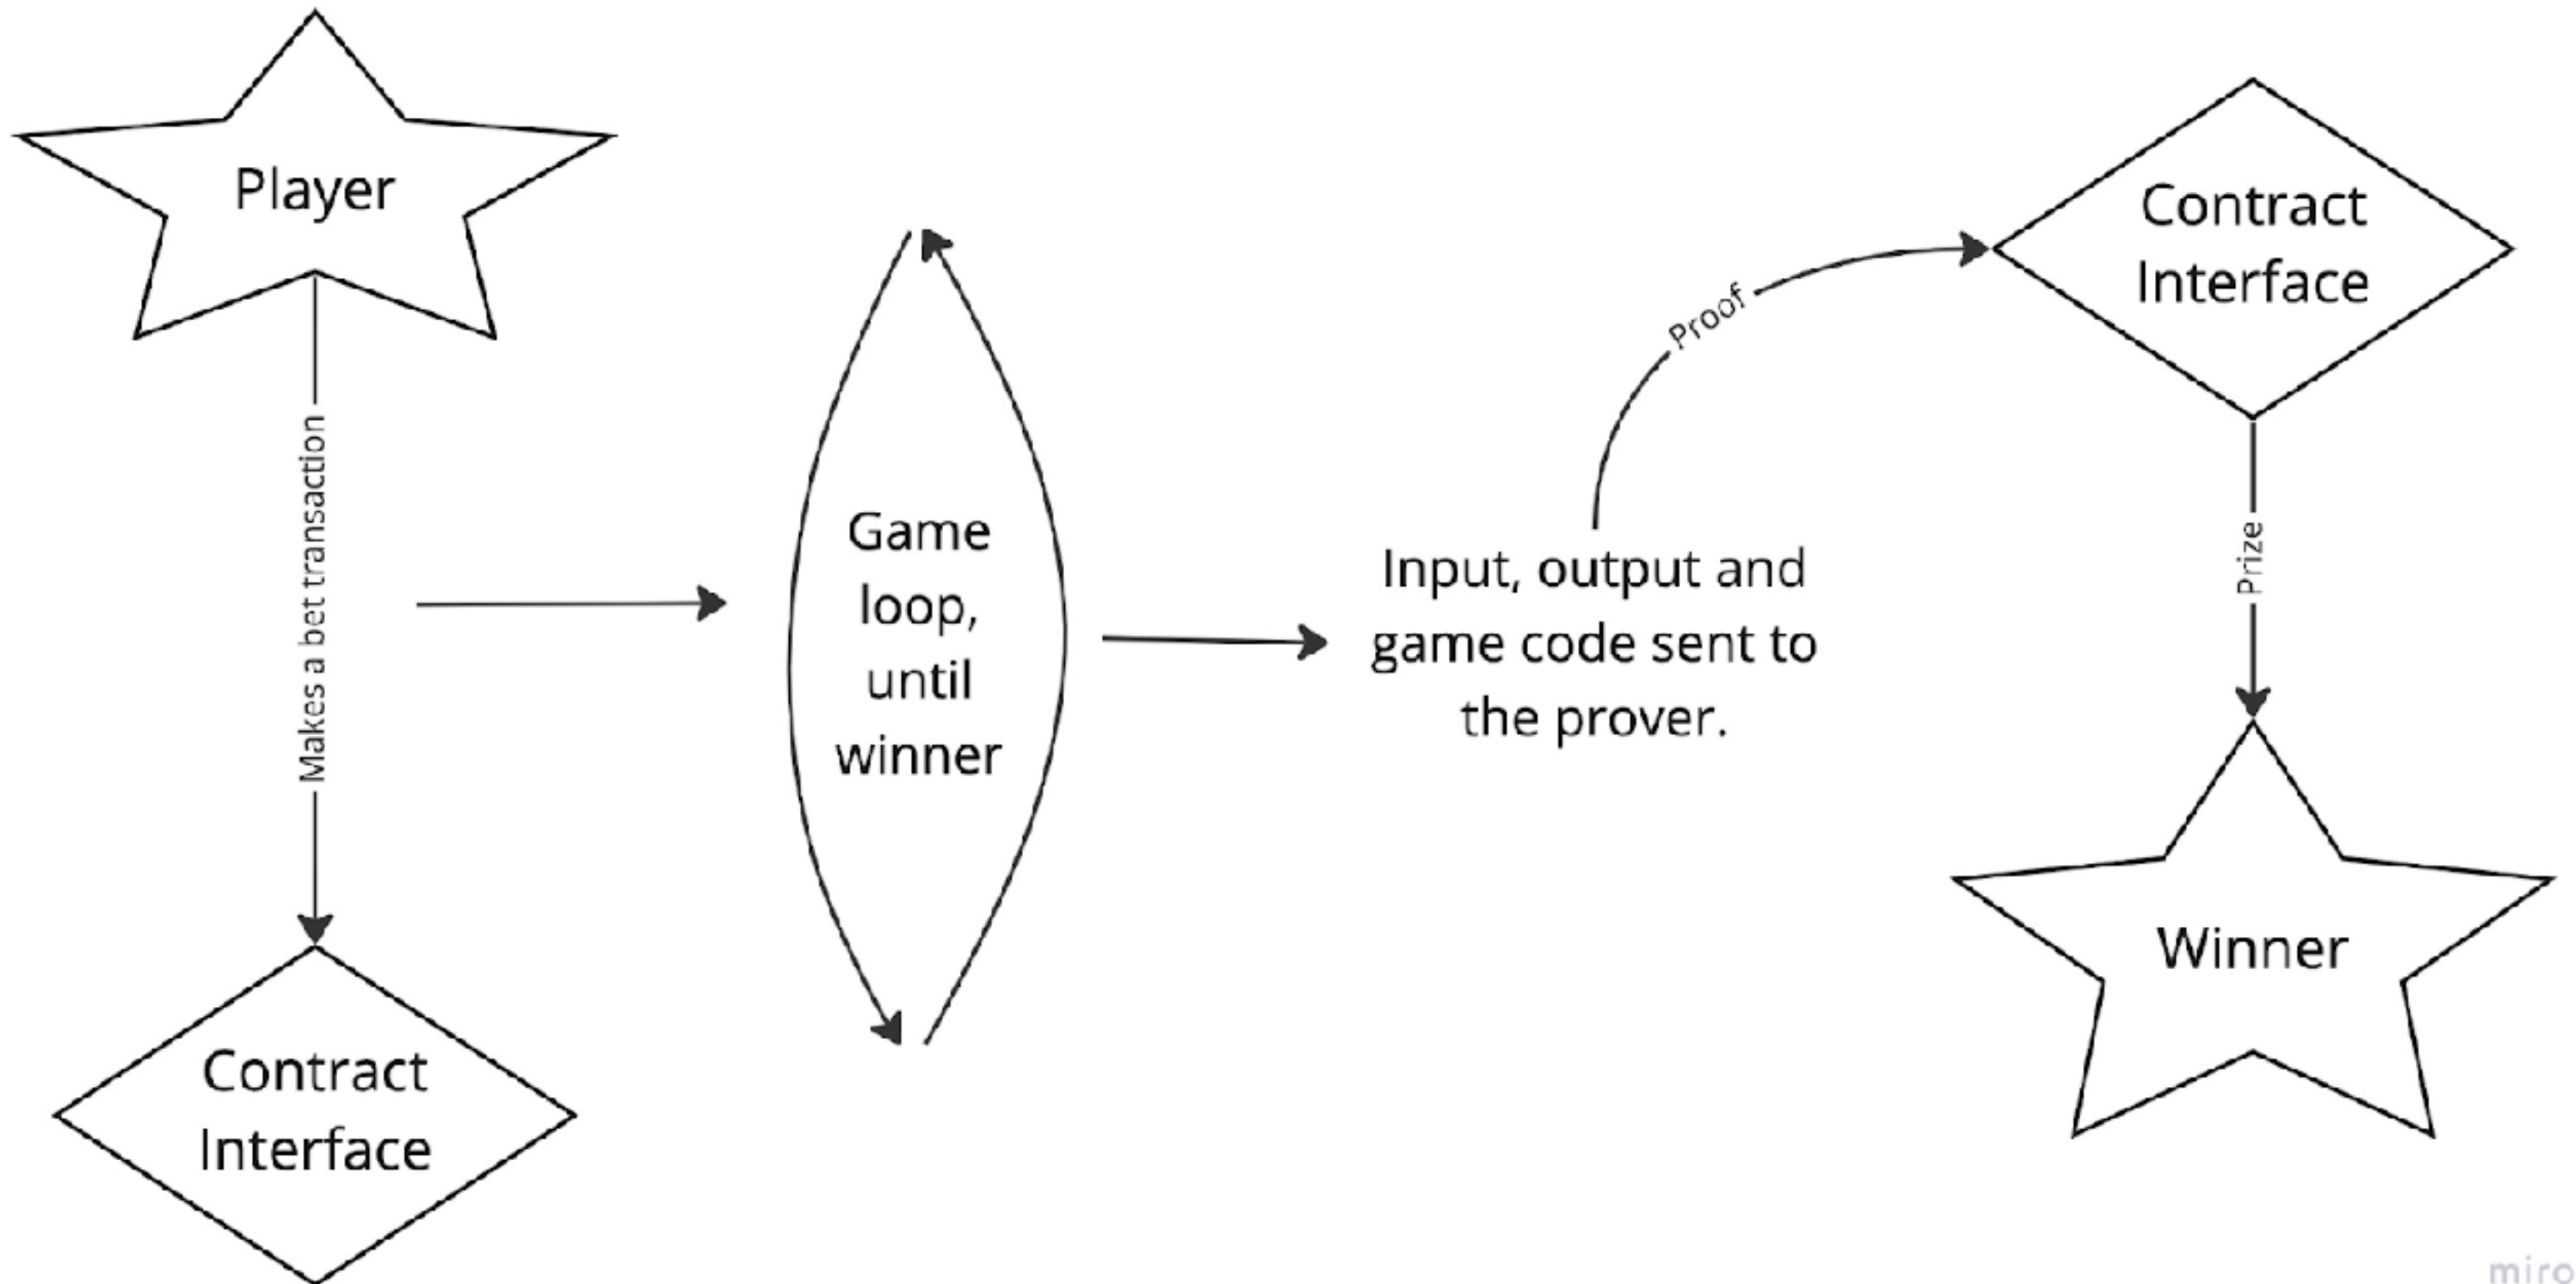 Player
Makes a bet transaction
Contract
Interface
Game
loop,
until
winner
Input, output and
game code sent to
the prover.
Proof
Contract
Interface
Prize
Winner
miro